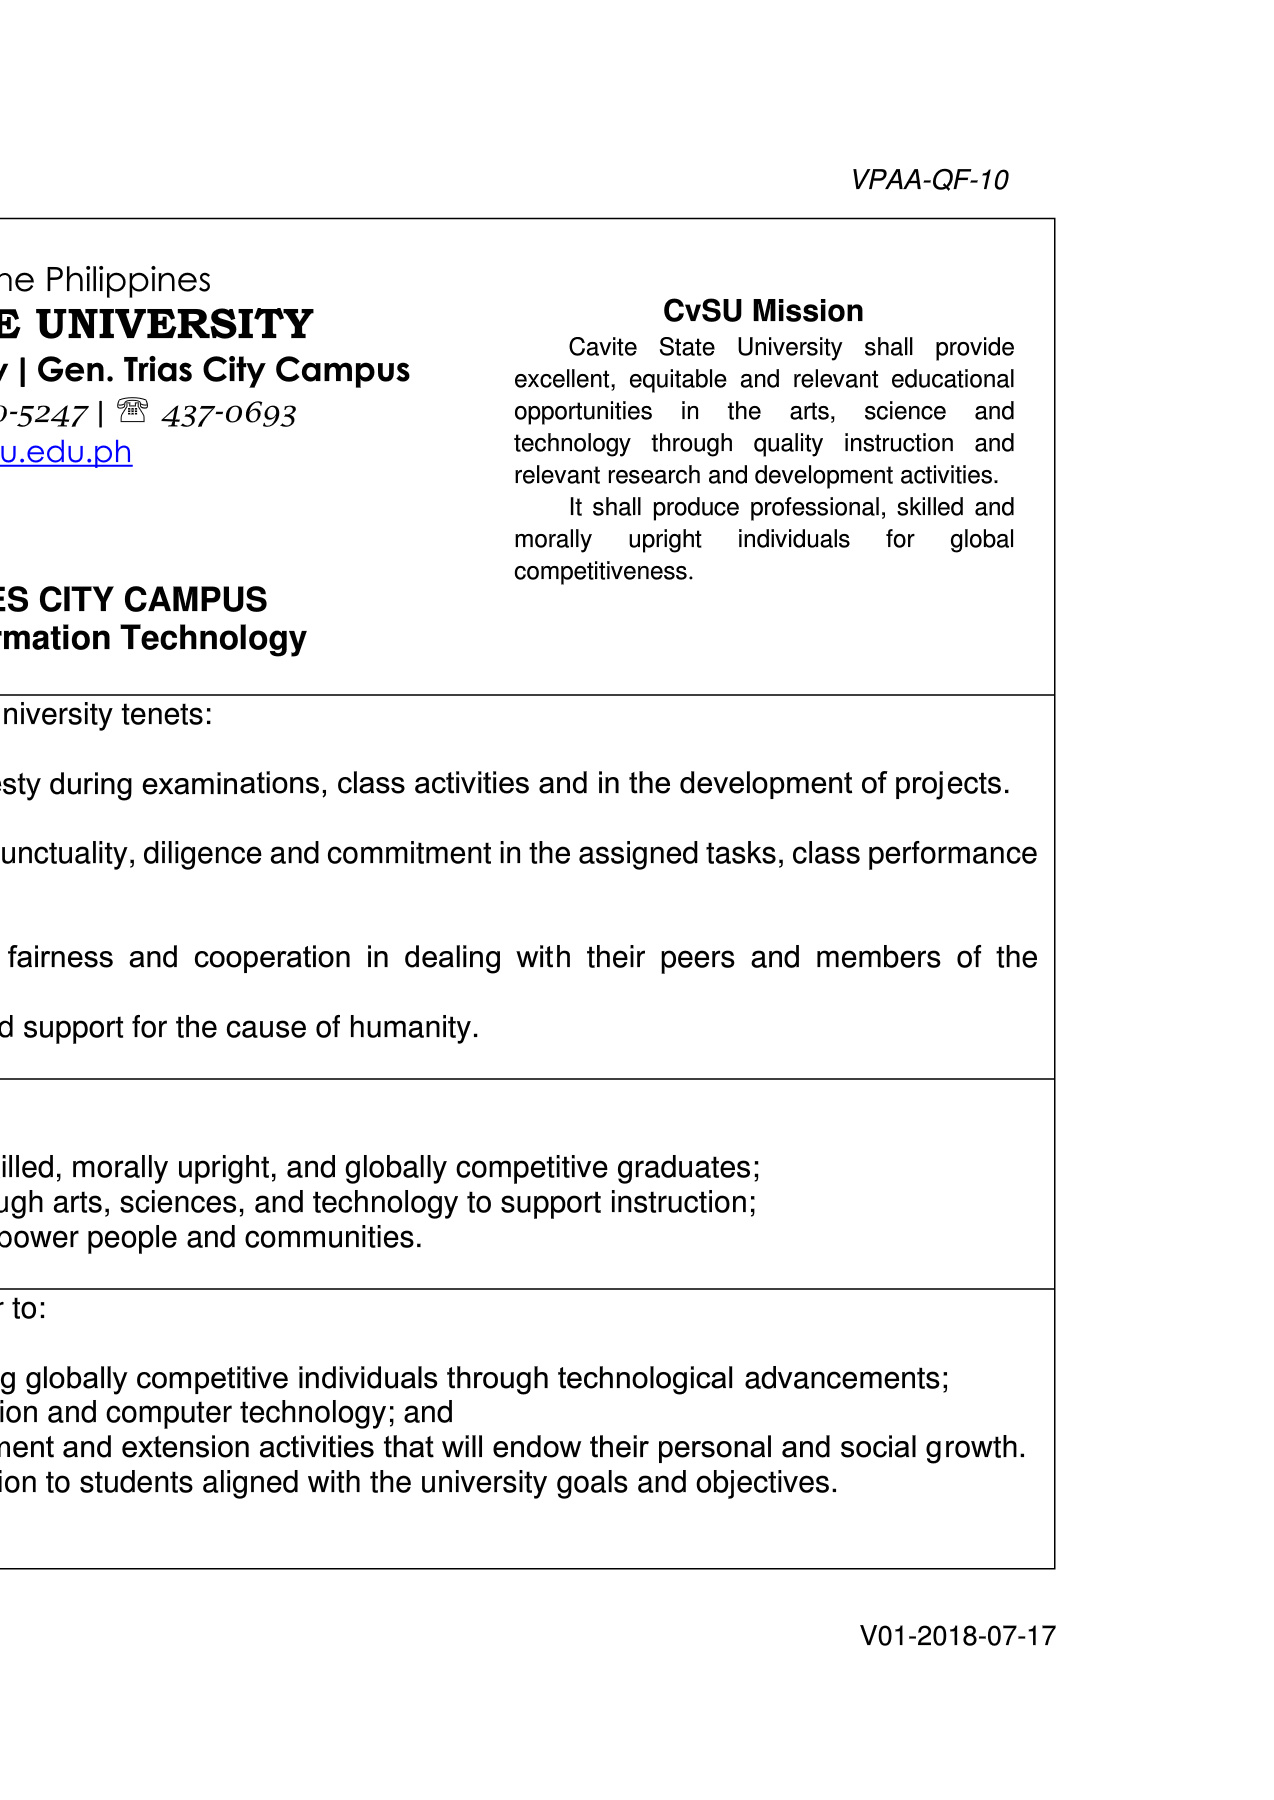 VPAA-QF-10
he Philippines
E UNIVERSITY
y | Gen. Trias City Campus
0-5247 | ☏ 437-0693
u.edu.ph
ES CITY CAMPUS
rmation Technology
CvSU Mission
Cavite State University shall provide
excellent, equitable and relevant educational
opportunities in the arts, science and
technology through quality instruction and
relevant research and development activities.
It shall produce professional, skilled and
morally upright individuals for global
competitiveness.
niversity tenets:
esty during examinations, class activities and in the development of projects.
unctuality, diligence and commitment in the assigned tasks, class performance
fairness and cooperation in dealing with their peers and members of the
d support for the cause of humanity.
illed, morally upright, and globally competitive graduates;
ugh arts, sciences, and technology to support instruction;
power people and communities.
r to:
g globally competitive individuals through technological advancements;
ion and computer technology; and
ment and extension activities that will endow their personal and social growth.
ion to students aligned with the university goals and objectives.
V01-2018-07-17